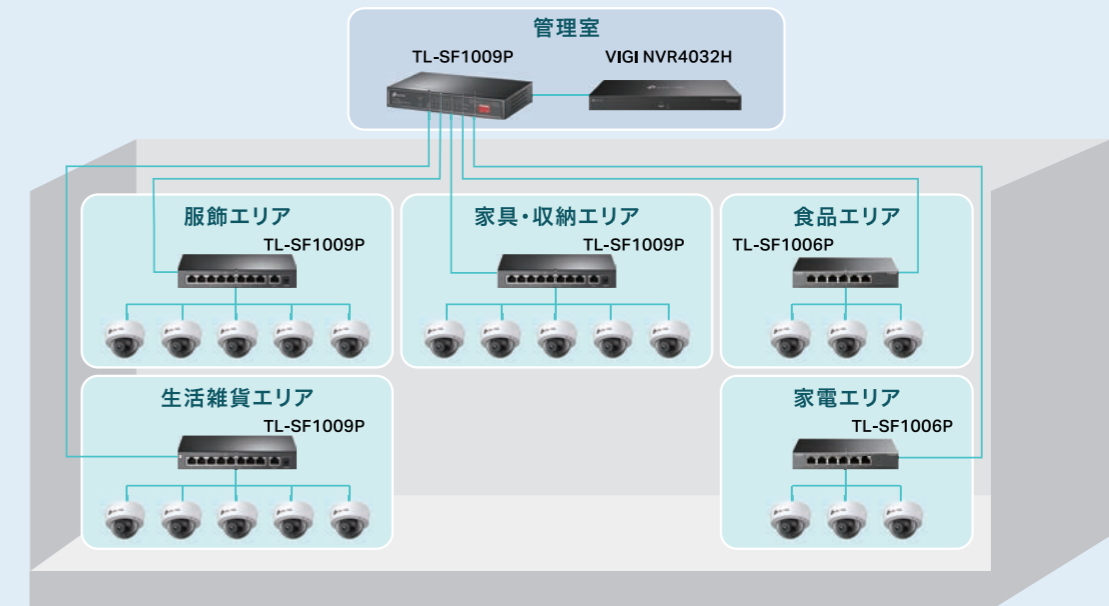 管理室
TL-SF1009P
VIGI NVR4032H
服飾エリア
TL-SF1009P
家具・収納エリア
TL-SF1009P
食品エリア
TL-SF1006P
生活雑貨エリア
TL-SF1009P
家電エリア
TL-SF1006P